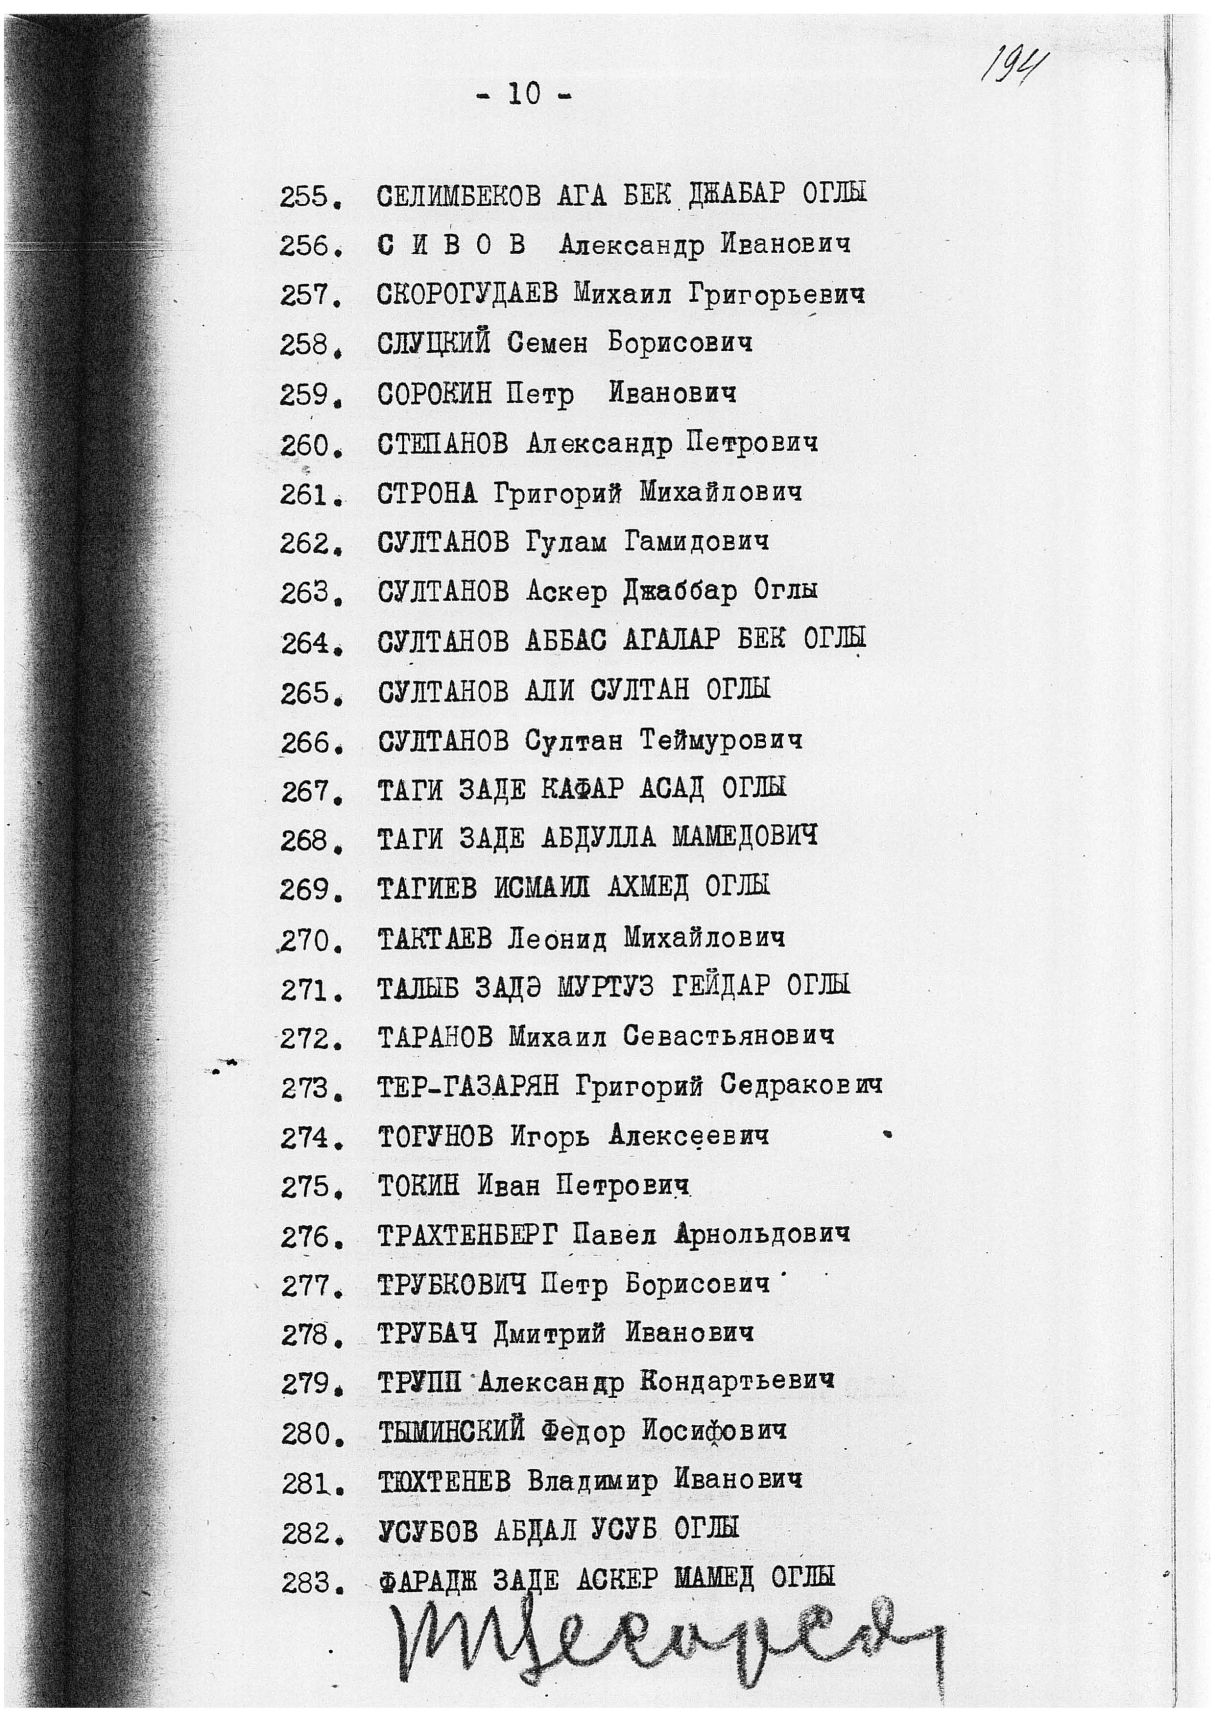 194
- 10 -
255. СЕЛИМБЕКОВ АГА БЕК ДЖАБАР ОГЛЫ
256. С И В О В Александр Иванович
257. СКОРОГУДАЕВ Михаил Григорьевич
258. СЛУЦКИЙ Семен Борисович
259. СОРОКИН Петр Иванович
260. СТЕПАНОВ Александр Петрович
261. СТРОНА Григорий Михайлович
262. СУЛТАНОВ Гулам Гамидович
263. СУЛТАНОВ Аскер Джаббар Оглы
264. СУЛТАНОВ АББАС АГАЛАР БЕК ОГЛЫ
265. СУЛТАНОВ АЛИ СУЛТАН ОГЛЫ
266. СУЛТАНОВ Султан Теймурович
267. ТАГИ ЗАДЕ КАФАР АСАД ОГЛЫ
268. ТАГИ ЗАДЕ АБДУЛЛА МАМЕДОВИЧ
269. ТАГИЕВ ИСМАИЛ АХМЕД ОГЛЫ
270. ТАКТАЕВ Леонид Михайлович
271. ТАЛЫБ ЗАДӘ МУРТУЗ ГЕЙДАР ОГЛЫ
272. ТАРАНОВ Михаил Севастьянович
273. ТЕР-ГАЗАРЯН Григорий Седракович
274. ТОГУНОВ Игорь Алексеевич
275. ТОКИН Иван Петрович
276. ТРАХТЕНБЕРГ Павел Арнольдович
277. ТРУБКОВИЧ Петр Борисович
278. ТРУБАЧ Дмитрий Иванович
279. ТРУПП Александр Кондартьевич
280. ТЫМИНСКИЙ Федор Иосифович
281. ТЮХТЕНЕВ Владимир Иванович
282. УСУБОВ АБДАЛ УСУБ ОГЛЫ
283. ФАРАДЖ ЗАДЕ АСКЕР МАМЕД ОГЛЫ